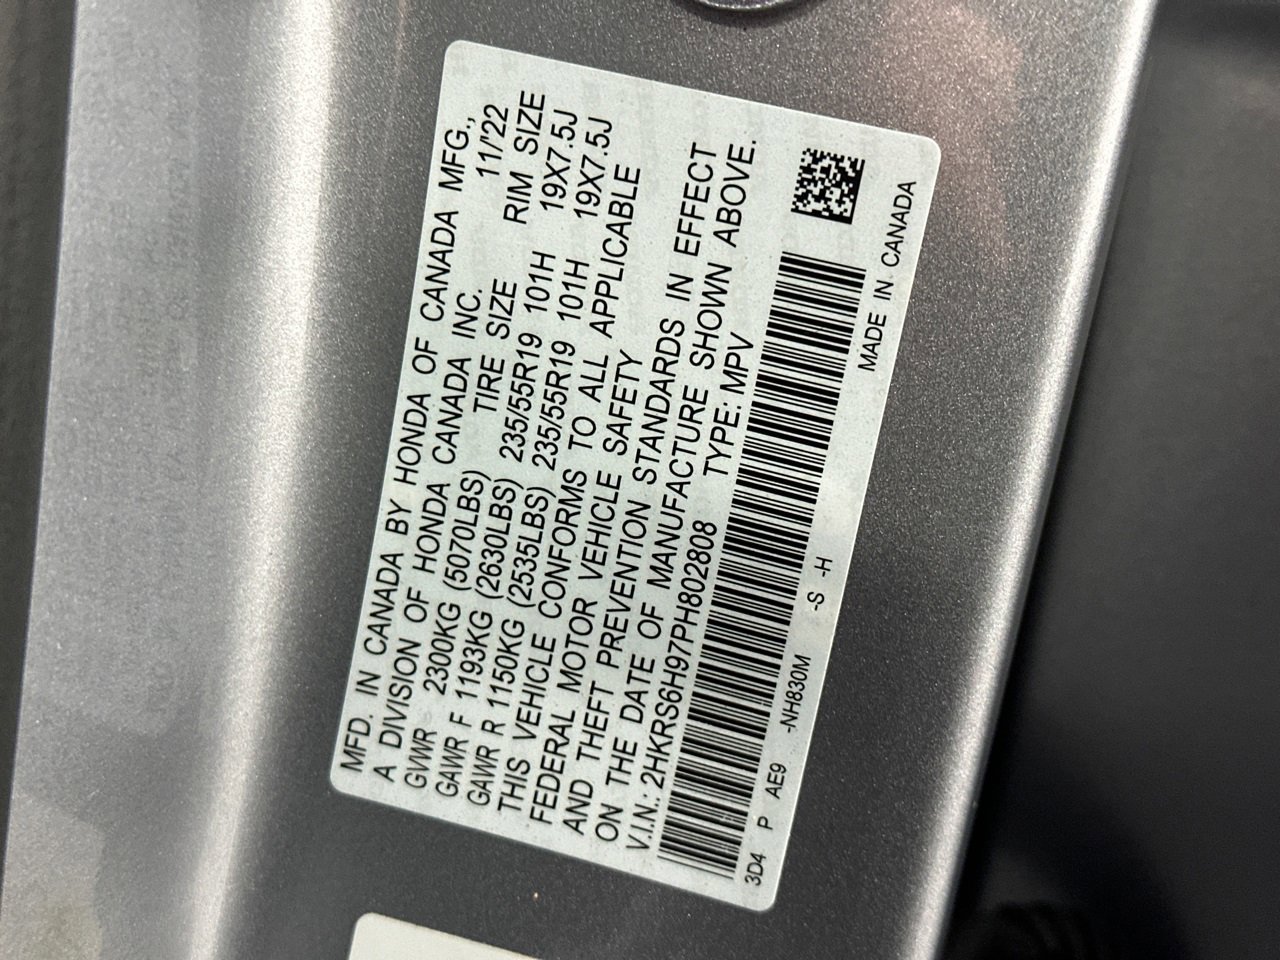 MFD. IN CANADA BY HONDA OF CANADA MFG.,
A DIVISION OF HONDA CANADA INC. 11/'22
GVWR 2300KG (5070LBS) TIRE SIZE RIM SIZE
GAWR F 1193KG (2630LBS) 235/55R19 101H 19X7.5J
GAWR R 1150KG (2535LBS) 235/55R19 101H 19X7.5J
THIS VEHICLE CONFORMS TO ALL APPLICABLE
FEDERAL MOTOR VEHICLE SAFETY
AND THEFT PREVENTION STANDARDS IN EFFECT
ON THE DATE OF MANUFACTURE SHOWN ABOVE.
V.I.N.: 2HKRS6H97PH802808 TYPE: MPV
3D4 P AE9 -NH830M -S -H MADE IN CANADA